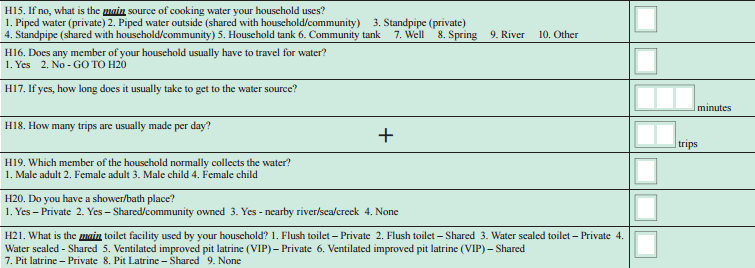 H15. If no, what is the main source of cooking water your household uses?
1. Piped water (private) 2. Piped water outside (shared with household/community) 3. Standpipe (private)
4. Standpipe (shared with household/community) 5. Household tank 6. Community tank 7. Well 8. Spring 9. River 10. Other
H16. Does any member of your household usually have to travel for water?
1. Yes 2. No - GO TO H20
H17. If yes, how long does it usually take to get to the water source?
minutes
H18. How many trips are usually made per day?
+
trips
H19. Which member of the household normally collects the water?
1. Male adult 2. Female adult 3. Male child 4. Female child
H20. Do you have a shower/bath place?
1. Yes – Private 2. Yes – Shared/community owned 3. Yes - nearby river/sea/creek 4. None
H21. What is the main toilet facility used by your household? 1. Flush toilet – Private 2. Flush toilet – Shared 3. Water sealed toilet – Private 4.
Water sealed - Shared 5. Ventilated improved pit latrine (VIP) – Private 6. Ventilated improved pit latrine (VIP) – Shared
7. Pit latrine – Private 8. Pit Latrine – Shared 9. None